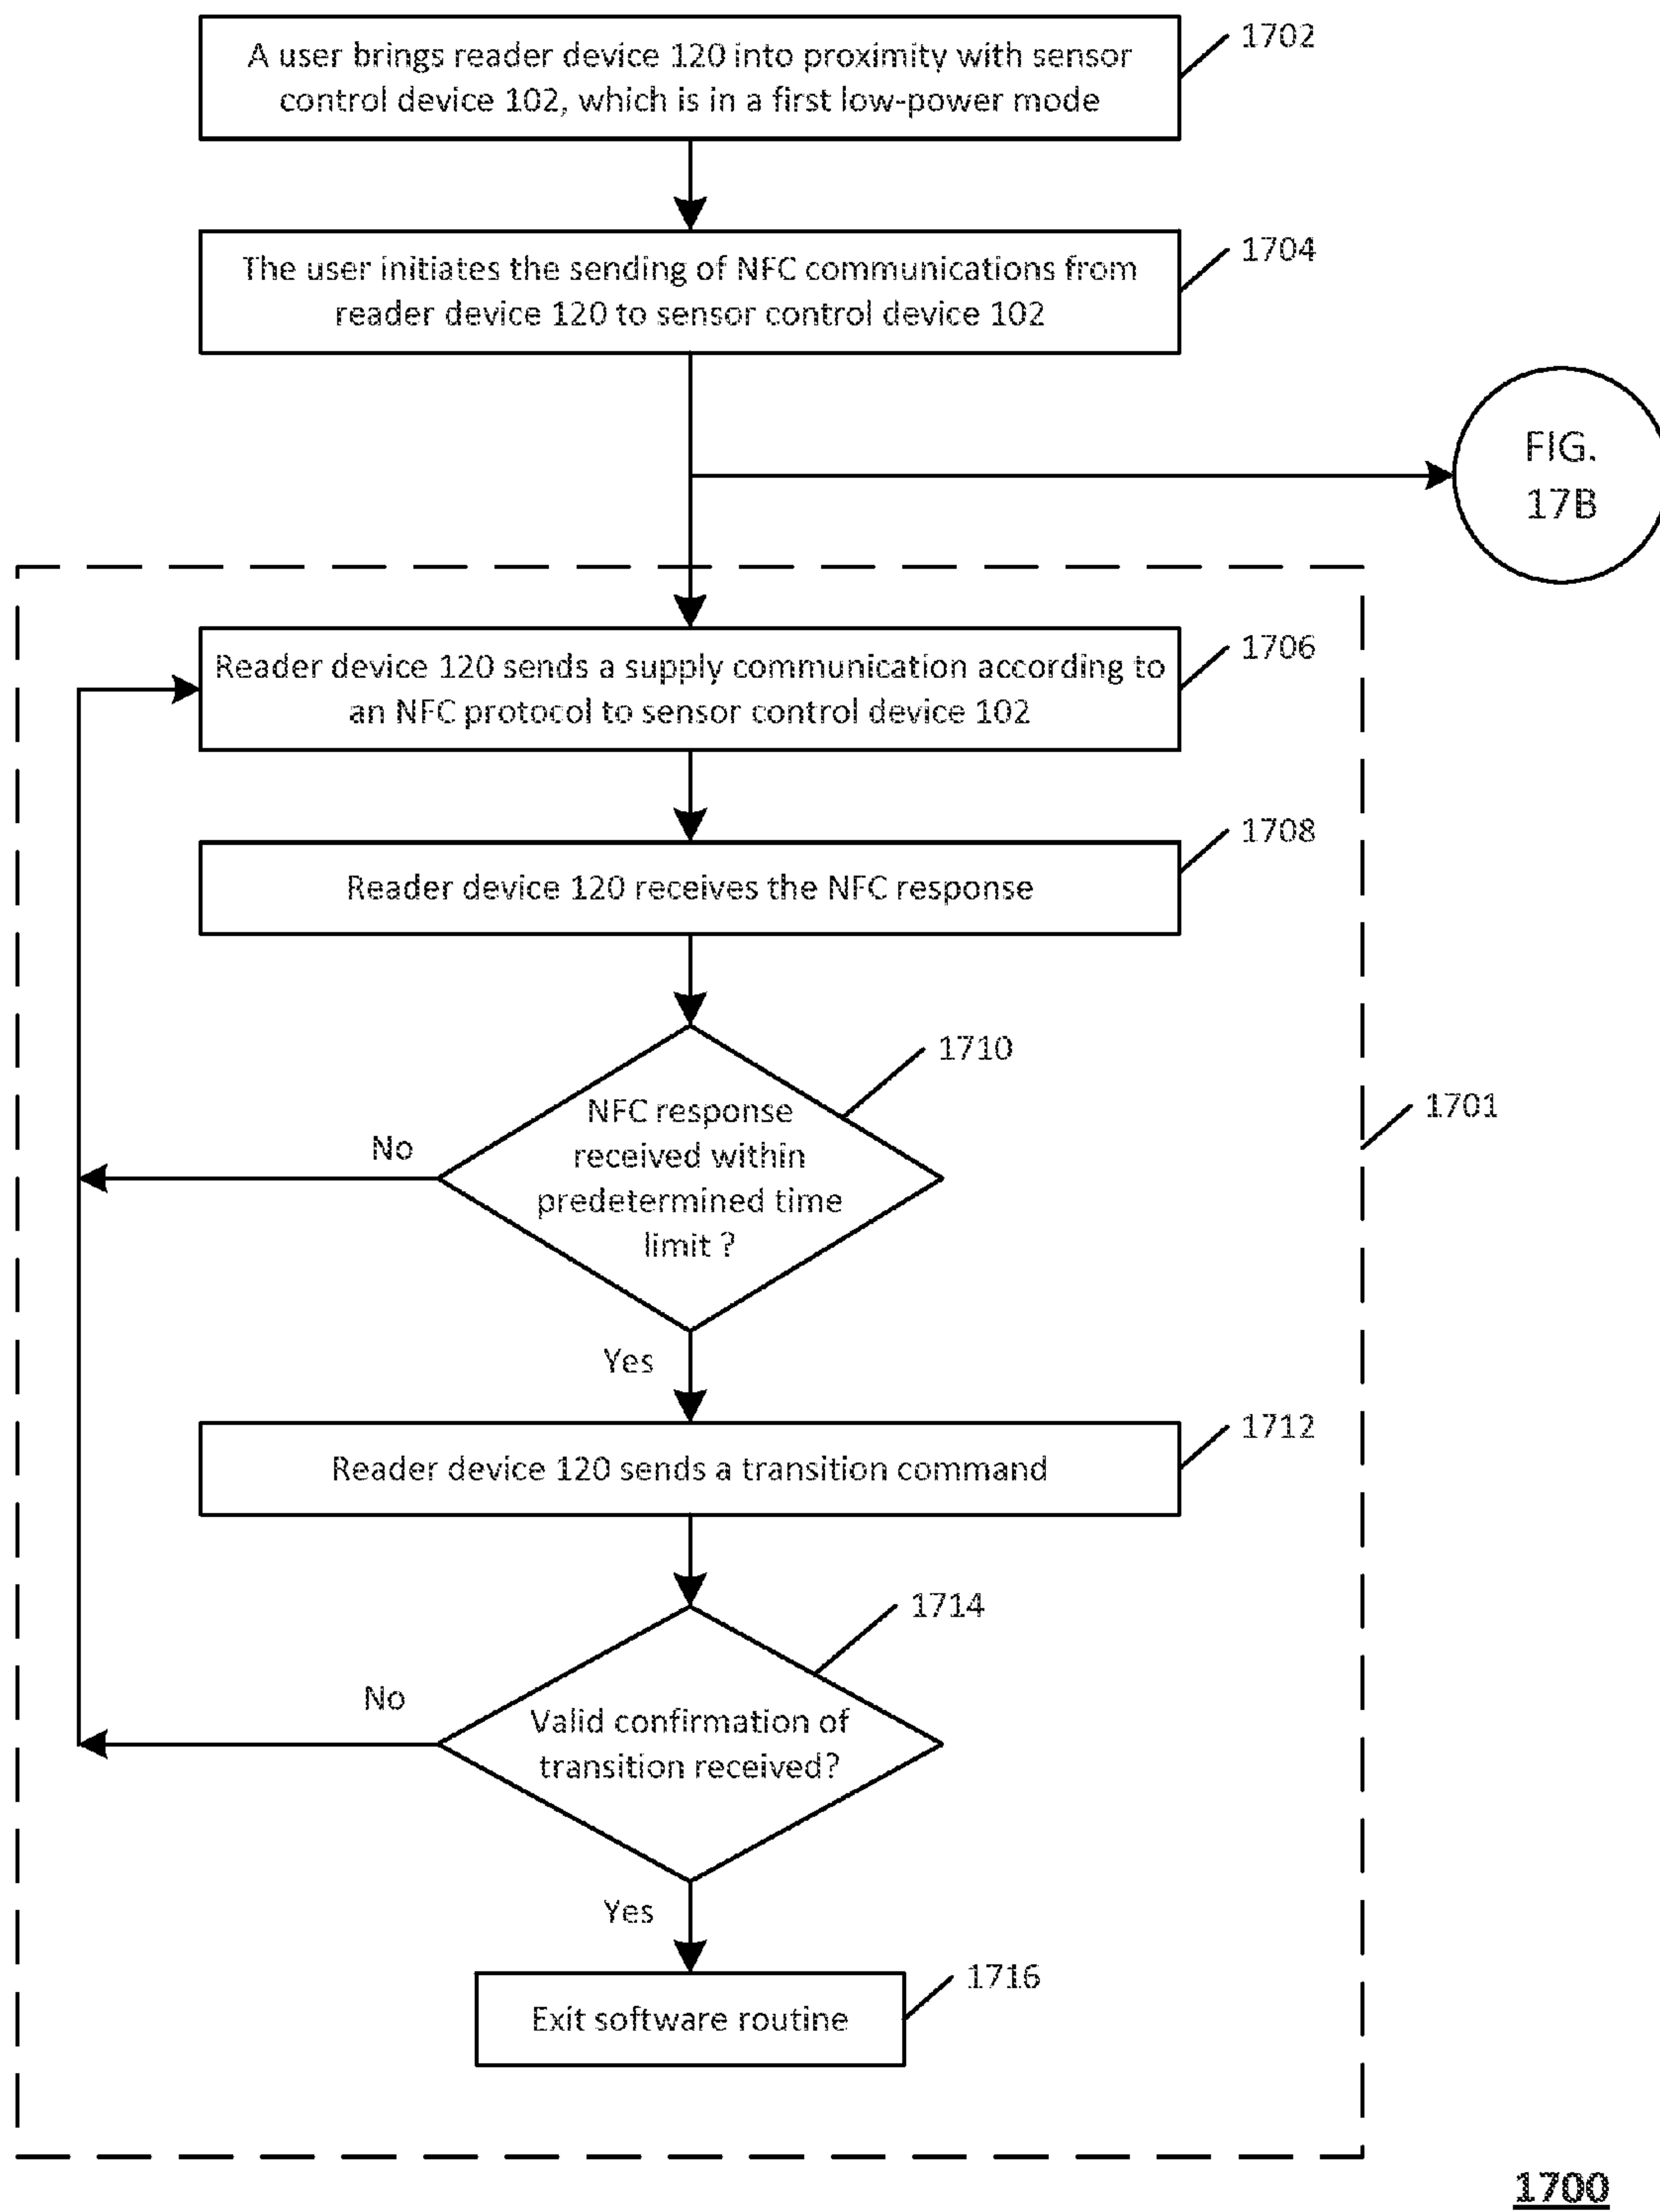 A user brings reader device 120 into proximity with sensor
control device 102, which is in a first low-power mode
1702
The user initiates the sending of NFC communications from
reader device 120 to sensor control device 102
1704
FIG.
17B
Reader device 120 sends a supply communication according to
an NFC protocol to sensor control device 102
1706
Reader device 120 receives the NFC response
1708
NFC response
received within
predetermined time
limit ?
1710
1701
No
Yes
Reader device 120 sends a transition command
1712
Valid confirmation of
transition received?
1714
No
Yes
Exit software routine
1716
1700